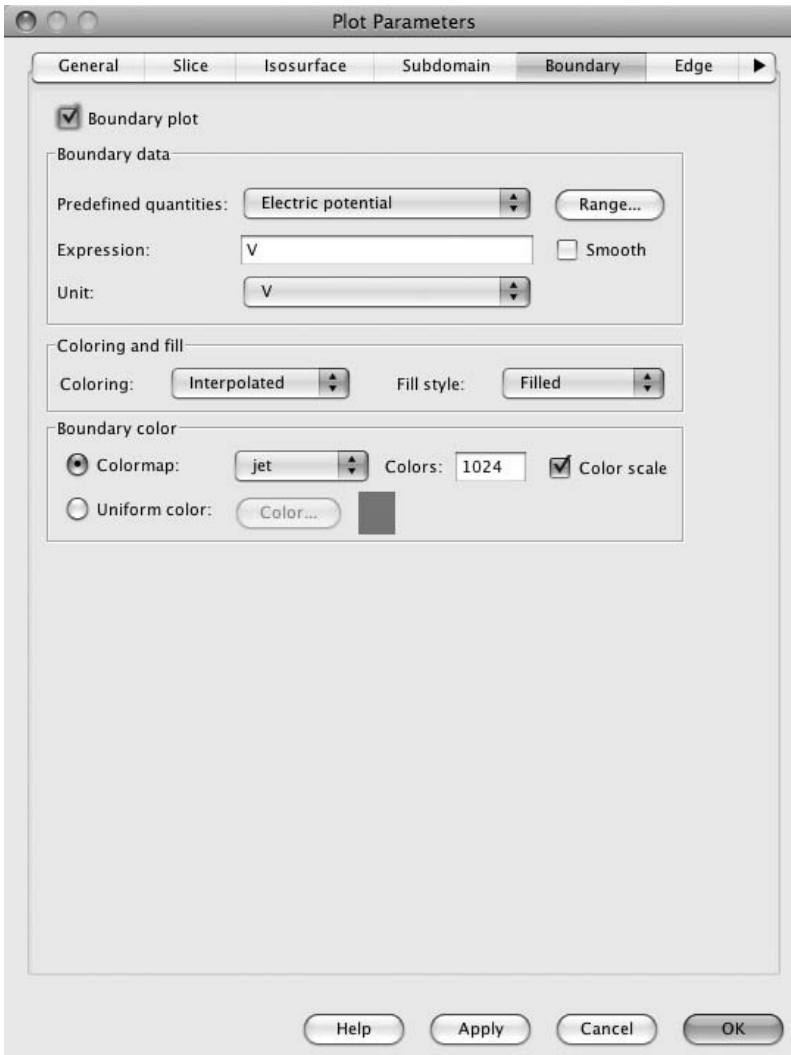 Plot Parameters
General Slice Isosurface Subdomain Boundary Edge
Boundary plot
Boundary data
Predefined quantities: Electric potential Range...
Expression: V Smooth
Unit: V
Coloring and fill
Coloring: Interpolated Fill style: Filled
Boundary color
Colormap: jet Colors: 1024 Color scale
Uniform color: Color...
Help Apply Cancel OK